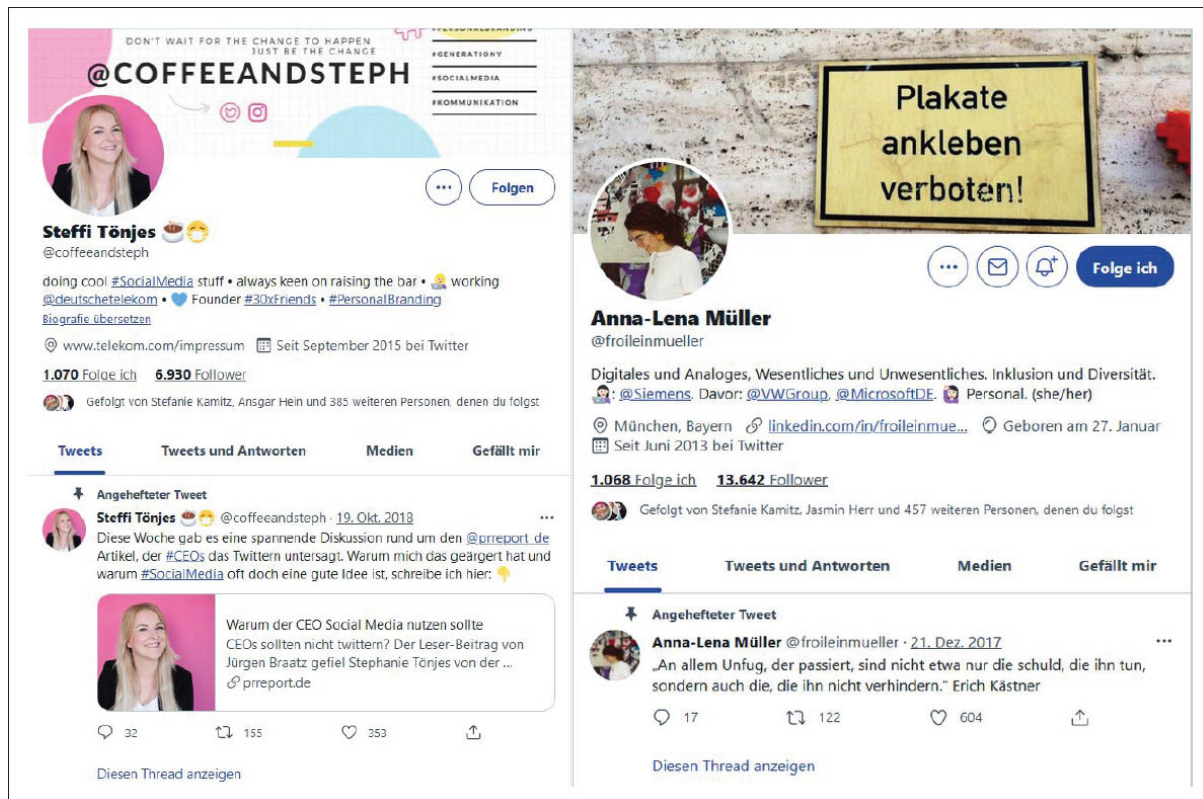 DON'T WAIT FOR THE CHANGE TO HAPPEN
JUST BE THE CHANGE
@COFFEEANDSTEPH
#PERSONALBRANDING
#GENERATIONY
#SOCIALMEDIA
#KOMMUNIKATION
Folgen
Steffi Tönjes ☕😷
@coffeeandsteph
doing cool #SocialMedia stuff • always keen on raising the bar • 👩‍💻 working
@deutschetelekom • 💙 Founder #30xFriends • #PersonalBranding
Biografie übersetzen
www.telekom.com/impressum Seit September 2015 bei Twitter
1.070 Folge ich 6.930 Follower
Gefolgt von Stefanie Kamitz, Ansgar Hein und 385 weiteren Personen, denen du folgst
Tweets Tweets und Antworten Medien Gefällt mir
Angehefteter Tweet
Steffi Tönjes ☕😷 @coffeeandsteph · 19. Okt. 2018 ...
Diese Woche gab es eine spannende Diskussion rund um den @prreport_de
Artikel, der #CEOs das Twittern untersagt. Warum mich das geärgert hat und
warum #SocialMedia oft doch eine gute Idee ist, schreibe ich hier: 👇
Warum der CEO Social Media nutzen sollte
CEOs sollten nicht twittern? Der Leser-Beitrag von
Jürgen Braatz gefiel Stephanie Tönjes von der ...
prreport.de
32 155 353
Diesen Thread anzeigen
Plakate
ankleben
verboten!
Folge ich
Anna-Lena Müller
@froileinmueller
Digitales und Analoges, Wesentliches und Unwesentliches. Inklusion und Diversität.
👩🏻‍💻: @Siemens. Davor: @VWGroup, @MicrosoftDE. 🙋🏻‍♀️ Personal. (she/her)
München, Bayern linkedin.com/in/froileinmue... Geboren am 27. Januar
Seit Juni 2013 bei Twitter
1.068 Folge ich 13.642 Follower
Gefolgt von Stefanie Kamitz, Jasmin Herr und 457 weiteren Personen, denen du folgst
Tweets Tweets und Antworten Medien Gefällt mir
Angehefteter Tweet
Anna-Lena Müller @froileinmueller · 21. Dez. 2017 ...
„An allem Unfug, der passiert, sind nicht etwa nur die schuld, die ihn tun,
sondern auch die, die ihn nicht verhindern.“ Erich Kästner
17 122 604
Diesen Thread anzeigen